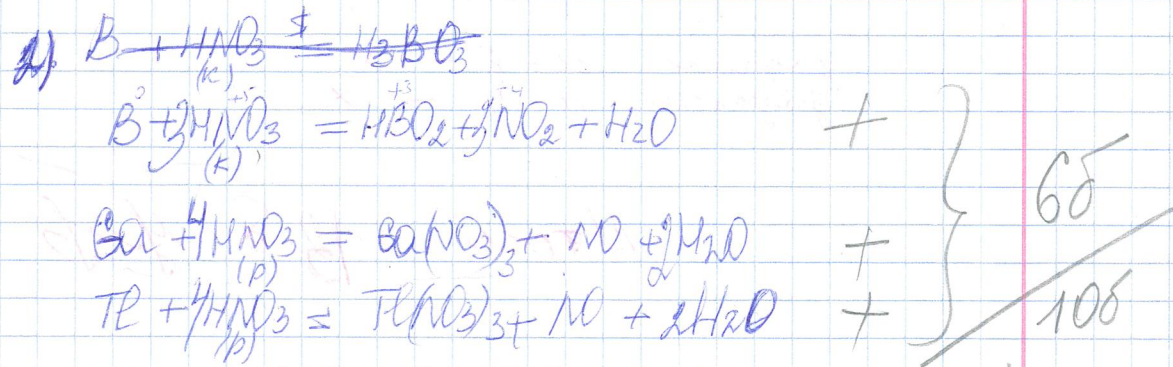 2) B + HNO3 (к) = H3BO3
B + 3HNO3 (к) = HBO2 + 3NO2 + H2O +
Ga + 4HNO3 (р) = Ga(NO3)3 + NO + 2H2O + 6б
Tl + 4HNO3 (р) = Tl(NO3)3 + NO + 2H2O + 10б